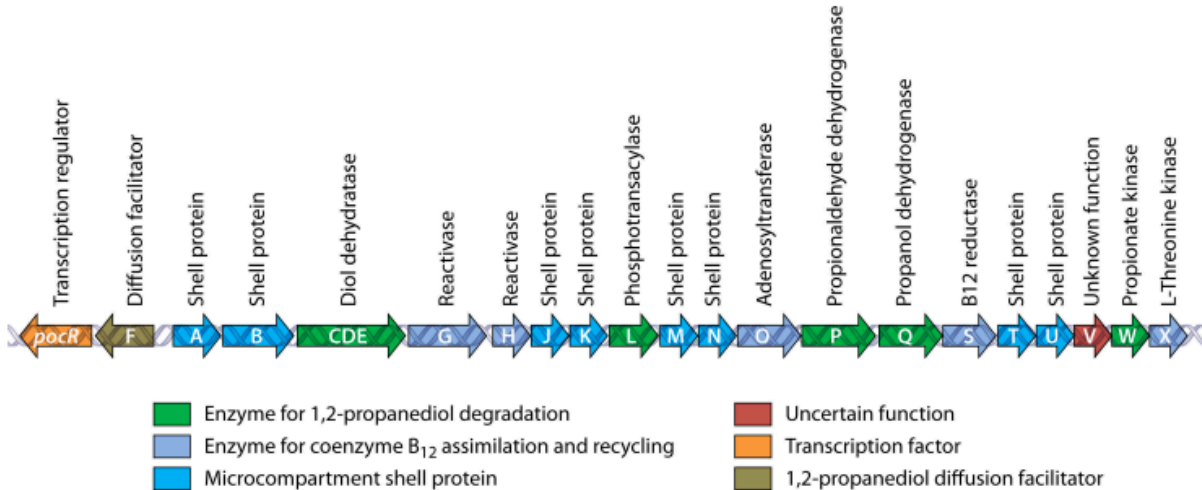 Transcription regulator
Diffusion facilitator
Shell protein
Shell protein
Diol dehydratase
Reactivase
Reactivase
Shell protein
Shell protein
Phosphotransacylase
Shell protein
Shell protein
Adenosyltransferase
Propionaldehyde dehydrogenase
Propanol dehydrogenase
B12 reductase
Shell protein
Shell protein
Unknown function
Propionate kinase
L-Threonine kinase
pocR F A B CDE G H J K L M N O P Q S T U V W X
Enzyme for 1,2-propanediol degradation
Enzyme for coenzyme B12 assimilation and recycling
Microcompartment shell protein
Uncertain function
Transcription factor
1,2-propanediol diffusion facilitator